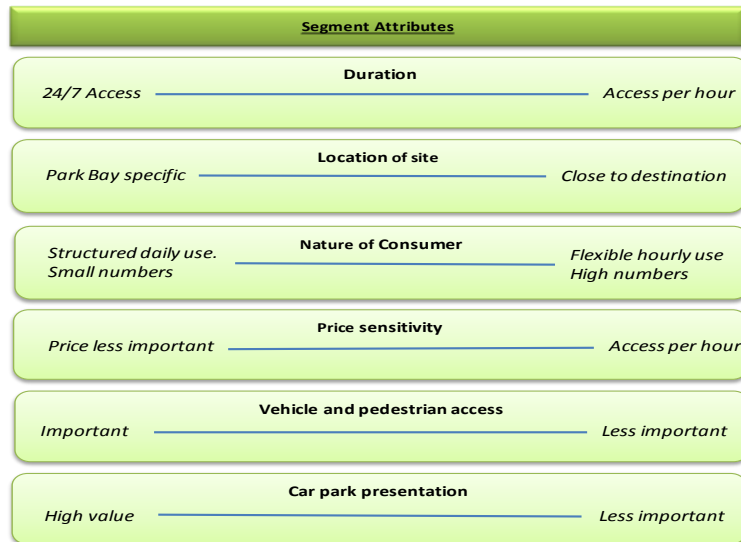 Segment Attributes
Duration
24/7 Access
Access per hour
Location of site
Park Bay specific
Close to destination
Nature of Consumer
Structured daily use.
Small numbers
Flexible hourly use
High numbers
Price sensitivity
Price less important
Access per hour
Vehicle and pedestrian access
Important
Less important
Car park presentation
High value
Less important